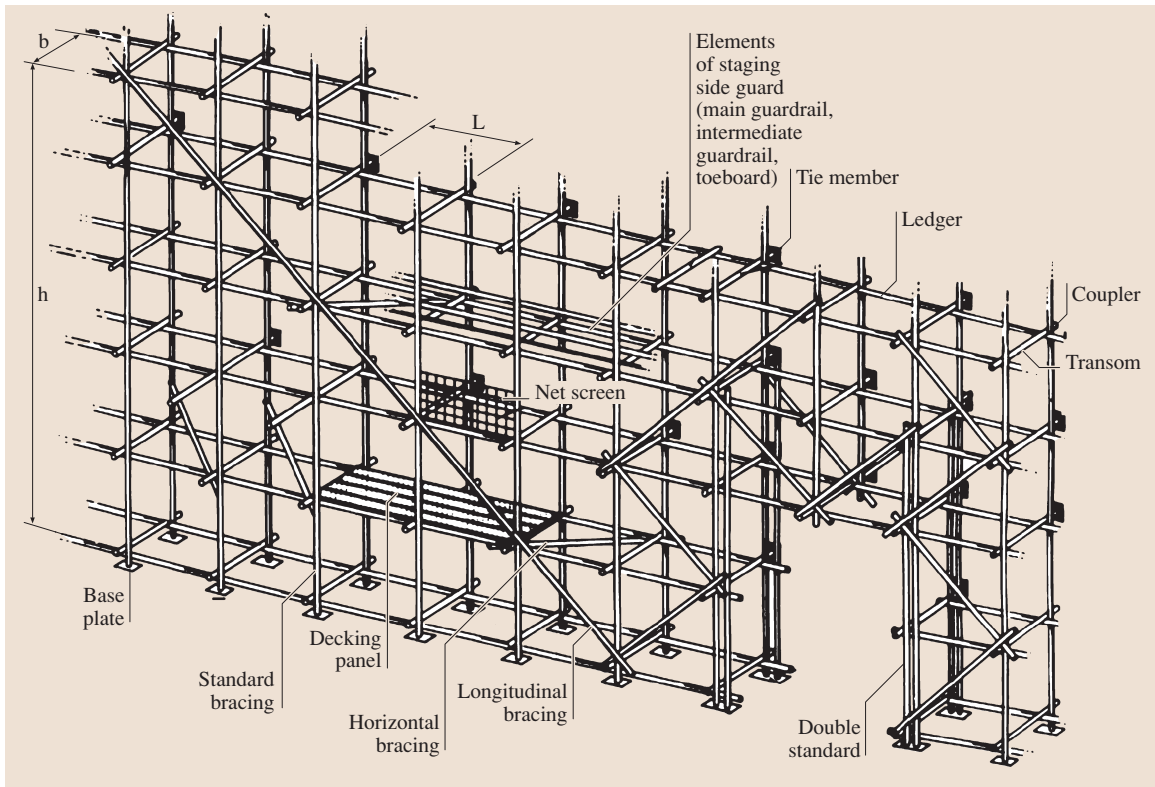 b
Elements
of staging
side guard
(main guardrail,
intermediate
guardrail,
toeboard)
L
Tie member
Ledger
h
Coupler
Transom
Net screen
Base
plate
Decking
panel
Standard
bracing
Longitudinal
bracing
Horizontal
bracing
Double
standard